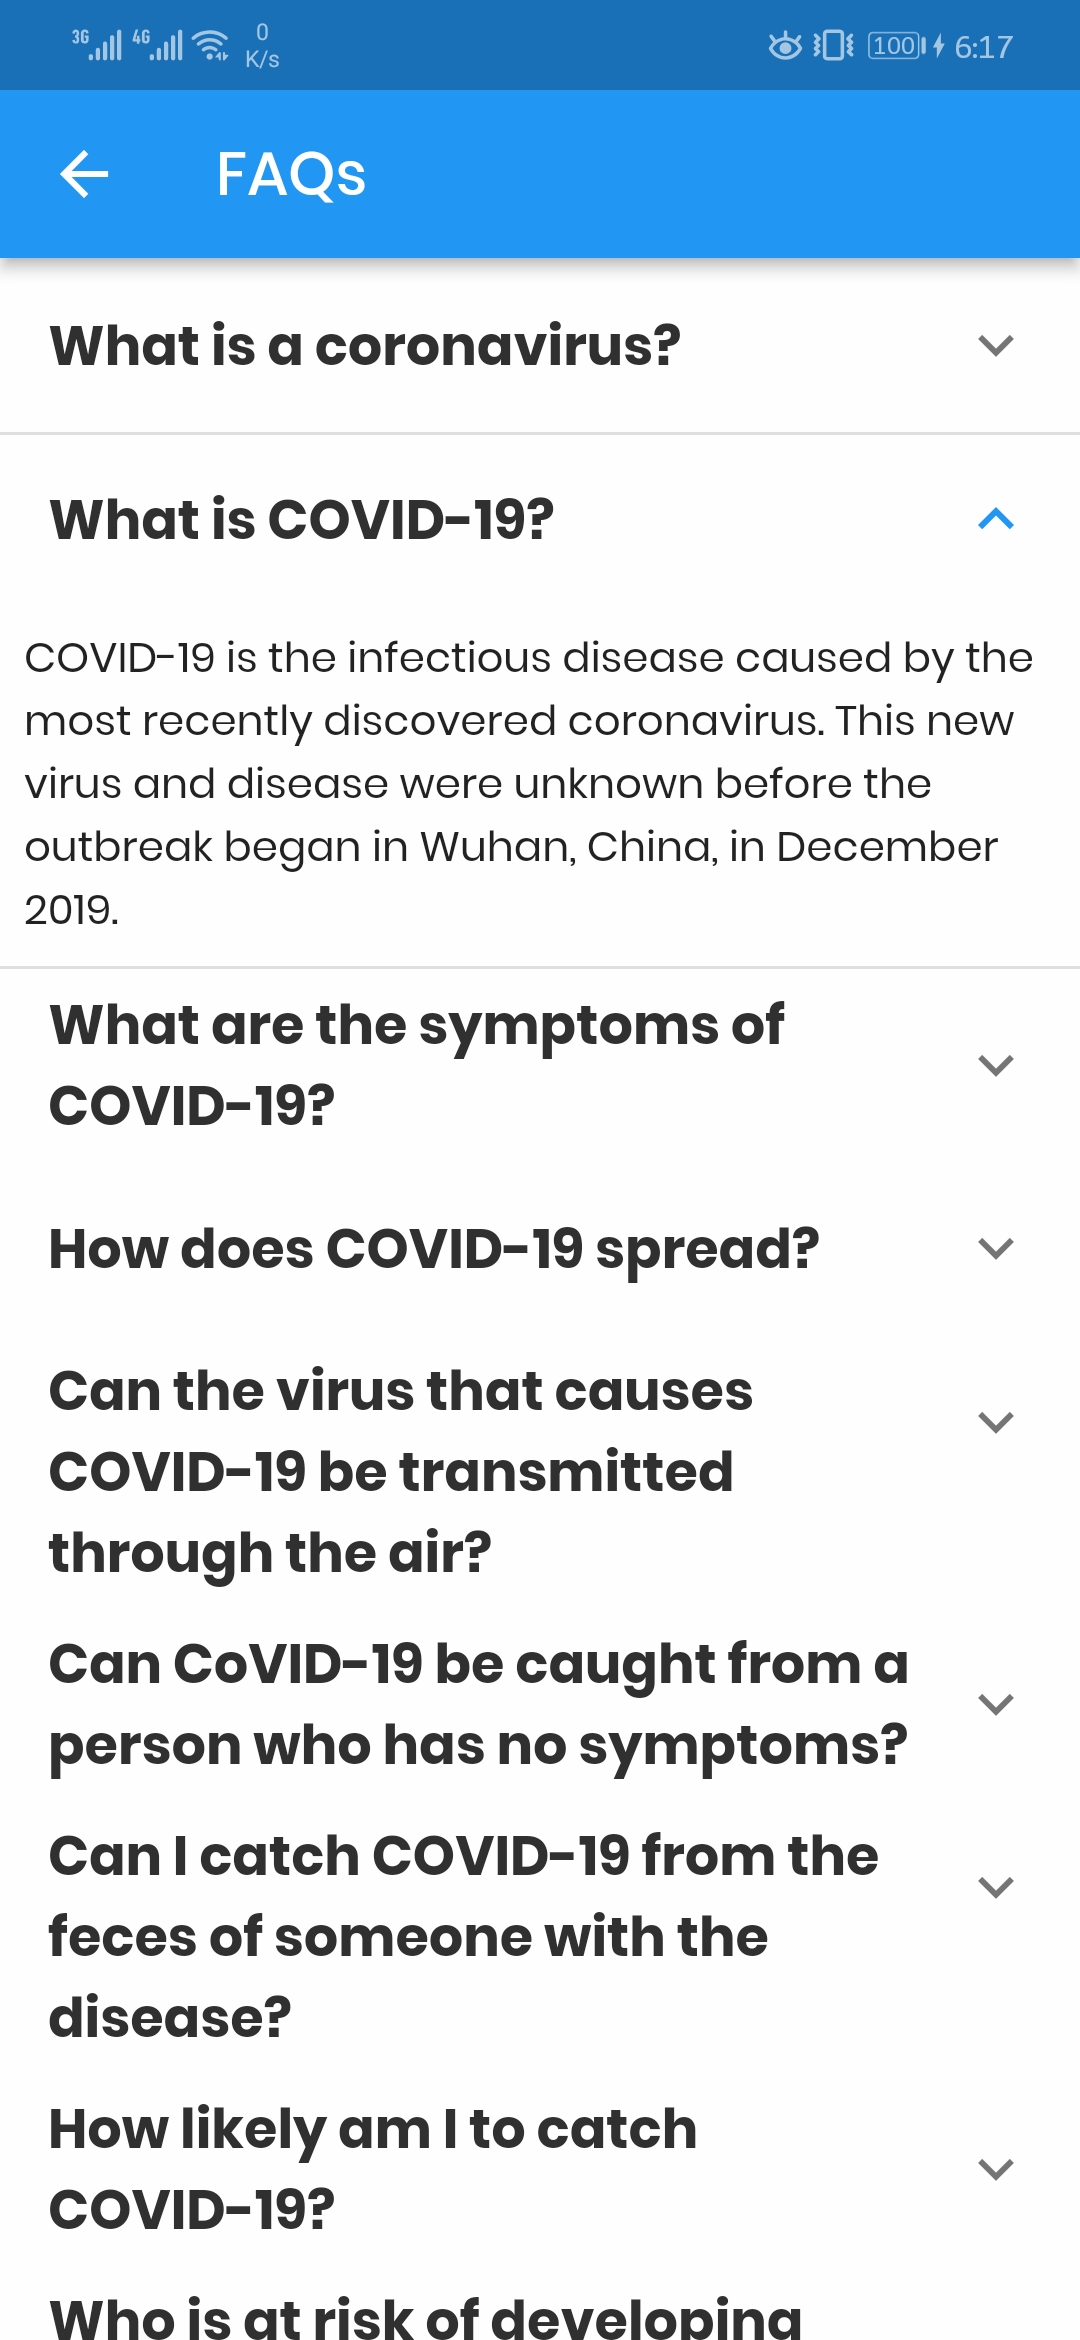 3G 4G 0 K/s 100 6:17
FAQs
What is a coronavirus?
What is COVID-19?
COVID-19 is the infectious disease caused by the
most recently discovered coronavirus. This new
virus and disease were unknown before the
outbreak began in Wuhan, China, in December
2019.
What are the symptoms of
COVID-19?
How does COVID-19 spread?
Can the virus that causes
COVID-19 be transmitted
through the air?
Can CoVID-19 be caught from a
person who has no symptoms?
Can I catch COVID-19 from the
feces of someone with the
disease?
How likely am I to catch
COVID-19?
Who is at risk of developing